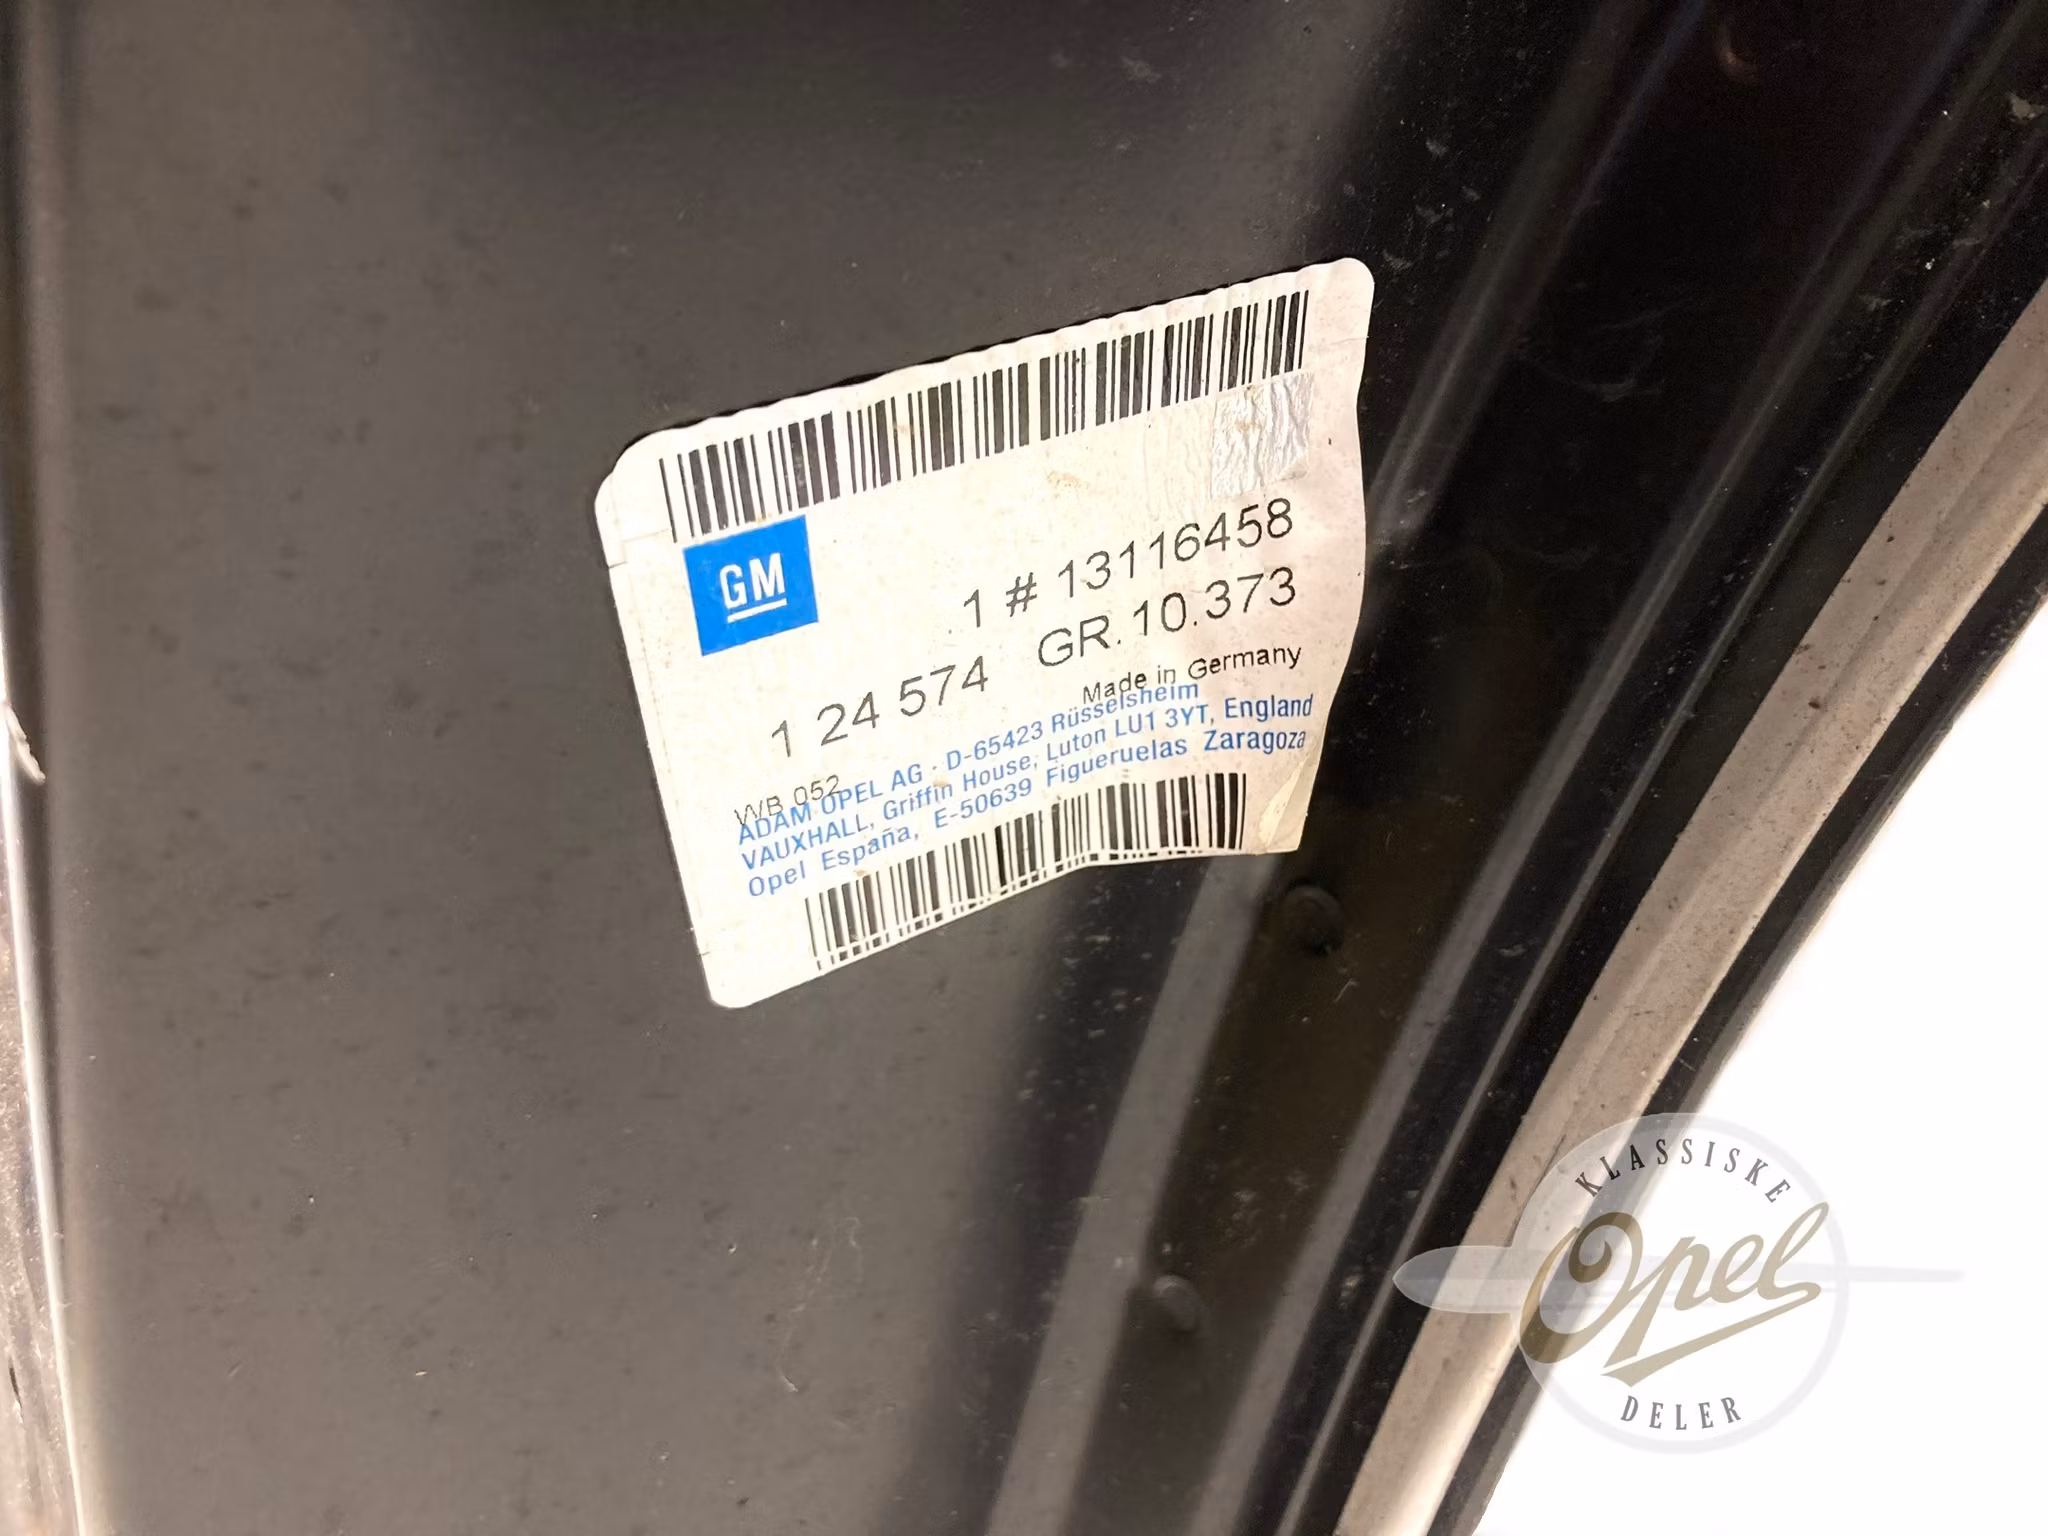 GM
1 # 13116458
1 24 574 GR.10.373
Made in Germany
WB 052
ADAM OPEL AG · D-65423 Rüsselsheim
VAUXHALL, Griffin House, Luton LU1 3YT, England
Opel España, E-50639 Figueruelas Zaragoza
KLASSISKE
Opel
DELER